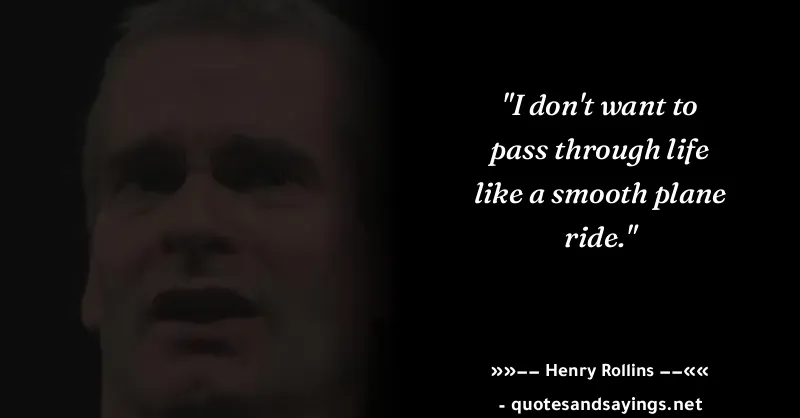 "I don't want to
pass through life
like a smooth plane
ride."
»»−− Henry Rollins −−««
- quotesandsayings.net